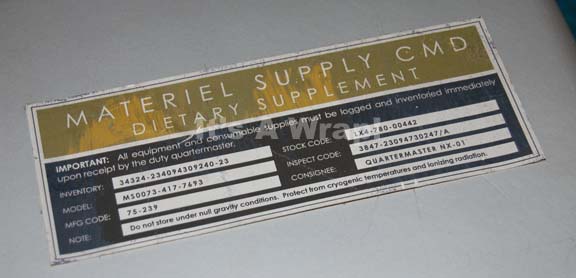 MATERIEL SUPPLY CMD
DIETARY SUPPLEMENT
IMPORTANT: All equipment and consumable supplies must be logged and inventoried immediately
upon receipt by the duty quartermaster.
INVENTORY: 34324-234094309240-23
MODEL: MS0073-417-7693
MFG CODE: 75-239
NOTE: Do not store under null gravity conditions. Protect from cryogenic temperatures and ionizing radiation.
STOCK CODE: LX4-780-00442
INSPECT CODE: 3847-23094730247/A
CONSIGNEE: QUARTERMASTER NX-01
It's A Wrap!